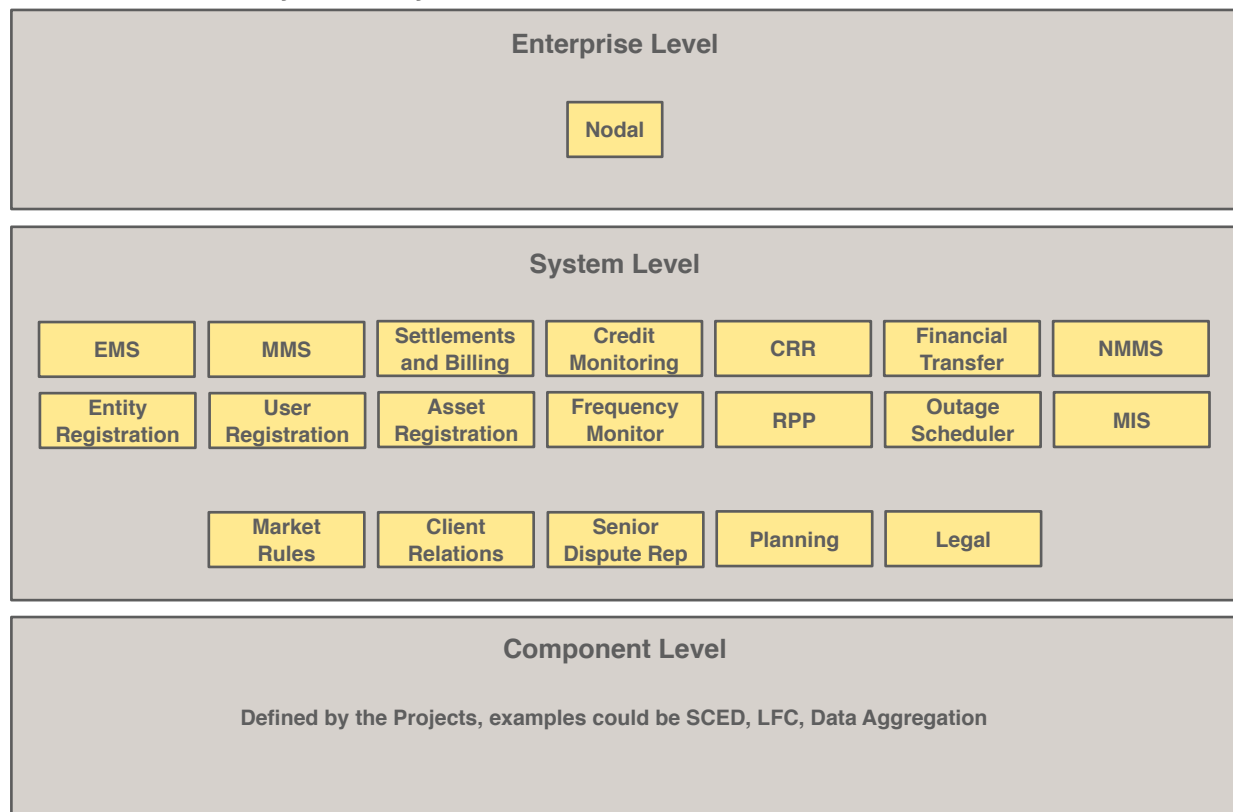 Enterprise Level
Nodal
System Level
EMS
MMS
Settlements
and Billing
Credit
Monitoring
CRR
Financial
Transfer
NMMS
Entity
Registration
User
Registration
Asset
Registration
Frequency
Monitor
RPP
Outage
Scheduler
MIS
Market
Rules
Client
Relations
Senior
Dispute Rep
Planning
Legal
Component Level
Defined by the Projects, examples could be SCED, LFC, Data Aggregation